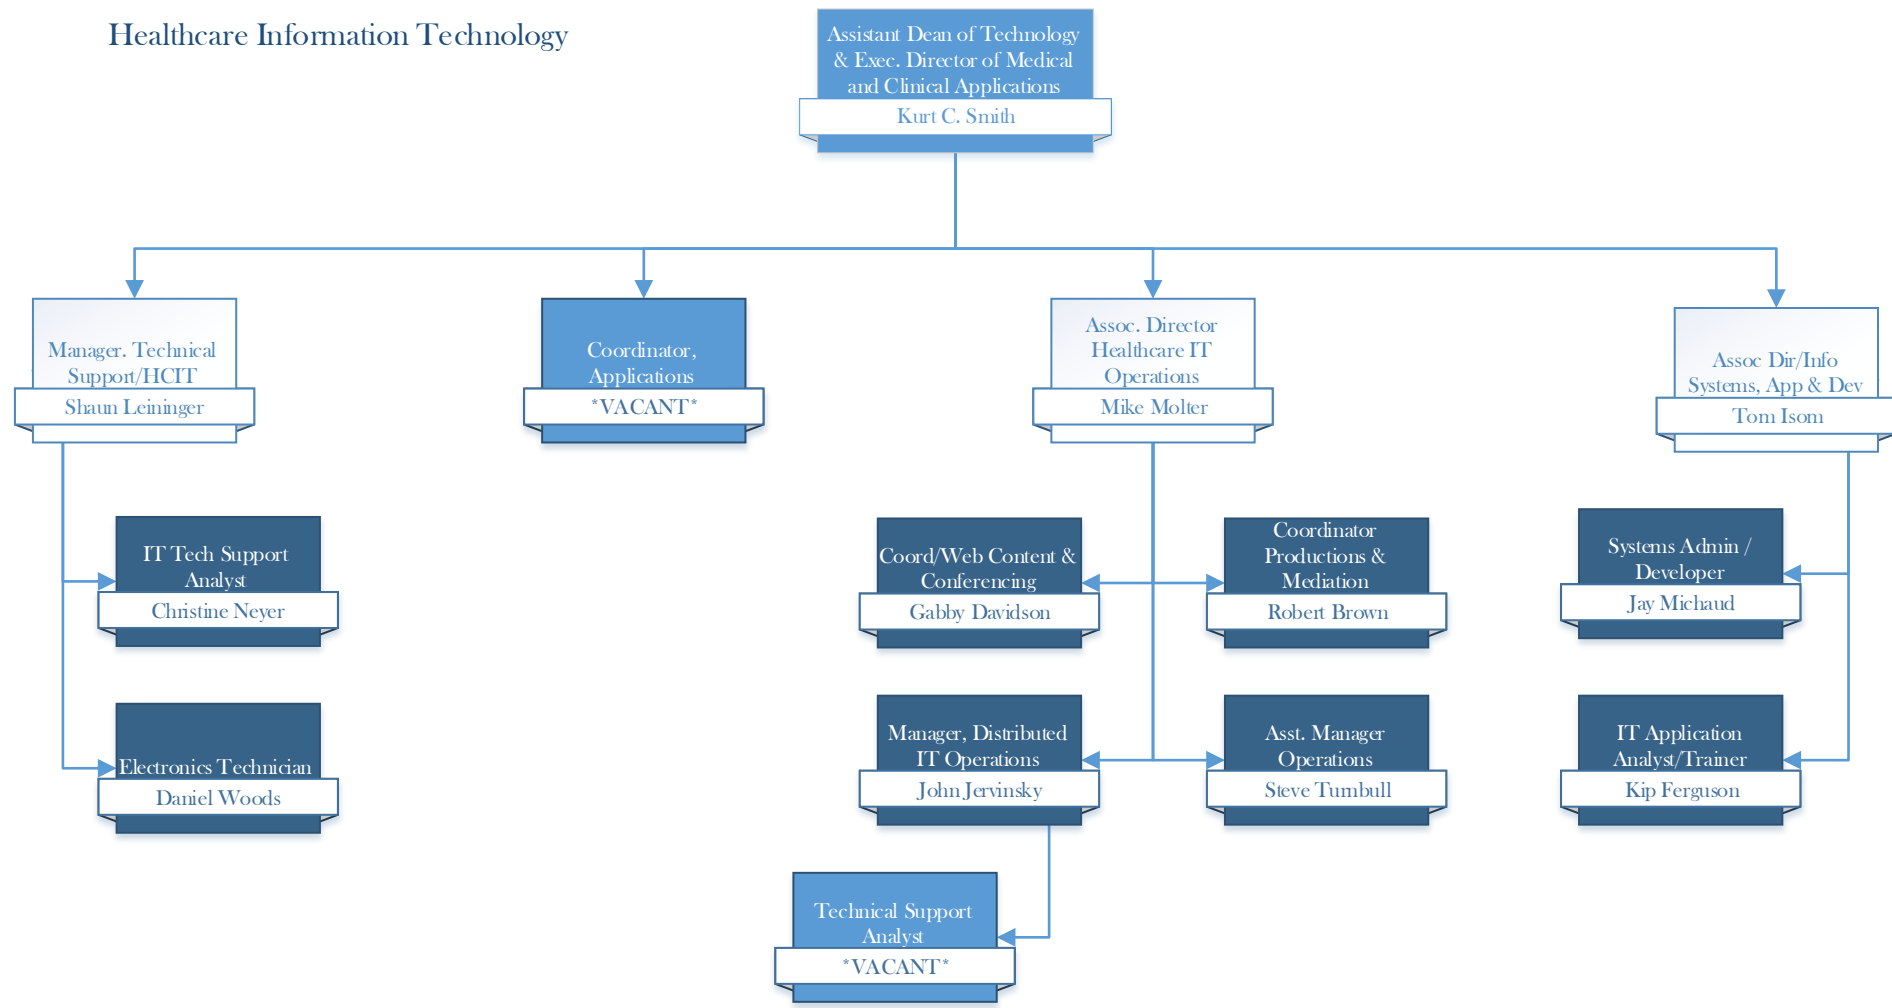 Healthcare Information Technology
Assistant Dean of Technology
& Exec. Director of Medical
and Clinical Applications
Kurt C. Smith
Manager. Technical
Support/HCIT
Shaun Leininger
Coordinator,
Applications
*VACANT*
Assoc. Director
Healthcare IT
Operations
Mike Molter
Assoc Dir/Info
Systems, App & Dev
Tom Isom
IT Tech Support
Analyst
Christine Neyer
Coord/Web Content &
Conferencing
Gabby Davidson
Coordinator
Productions &
Mediation
Robert Brown
Systems Admin /
Developer
Jay Michaud
Electronics Technician
Daniel Woods
Manager, Distributed
IT Operations
John Jervinsky
Asst. Manager
Operations
Steve Turnbull
IT Application
Analyst/Trainer
Kip Ferguson
Technical Support
Analyst
*VACANT*